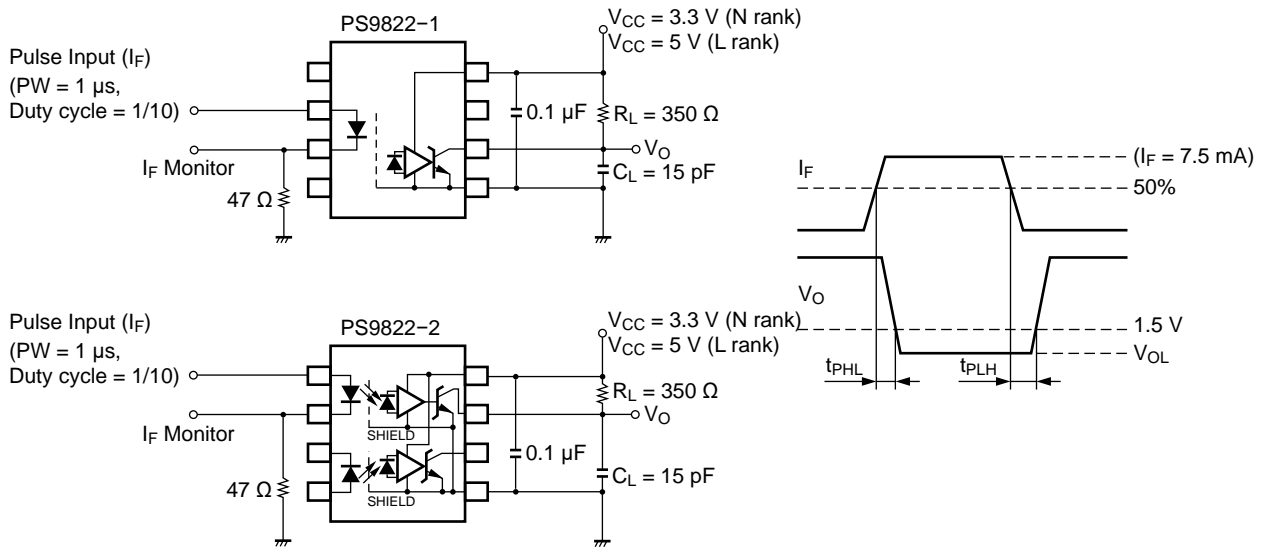 PS9822−1
VCC = 3.3 V (N rank)
VCC = 5 V (L rank)
Pulse Input (IF)
(PW = 1 μs,
Duty cycle = 1/10)
IF Monitor
47 Ω
0.1 μF
RL = 350 Ω
VO
CL = 15 pF
PS9822−2
VCC = 3.3 V (N rank)
VCC = 5 V (L rank)
Pulse Input (IF)
(PW = 1 μs,
Duty cycle = 1/10)
IF Monitor
47 Ω
SHIELD
SHIELD
0.1 μF
RL = 350 Ω
VO
CL = 15 pF
IF
(IF = 7.5 mA)
50%
VO
1.5 V
VOL
tPHL
tPLH